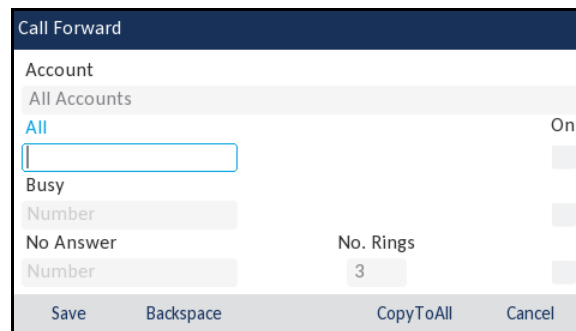 Call Forward
Account
All Accounts
All On
Busy
Number
No Answer No. Rings
Number 3
Save Backspace CopyToAll Cancel